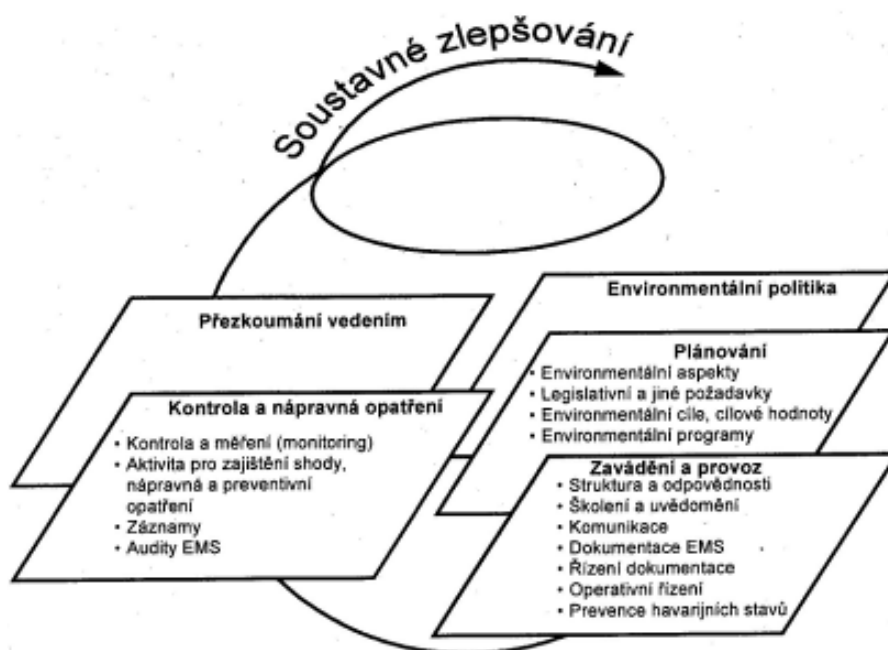 Soustavné zlepšování
Environmentální politika
Plánování
• Environmentální aspekty
• Legislativní a jiné požadavky
• Environmentální cíle, cílové hodnoty
• Environmentální programy
Zavádění a provoz
• Struktura a odpovědnosti
• Školení a uvědomění
• Komunikace
• Dokumentace EMS
• Řízení dokumentace
• Operativní řízení
• Prevence havarijních stavů
Kontrola a nápravná opatření
• Kontrola a měření (monitoring)
• Aktivita pro zajištění shody,
nápravná a preventivní
opatření
• Záznamy
• Audity EMS
Přezkoumání vedením